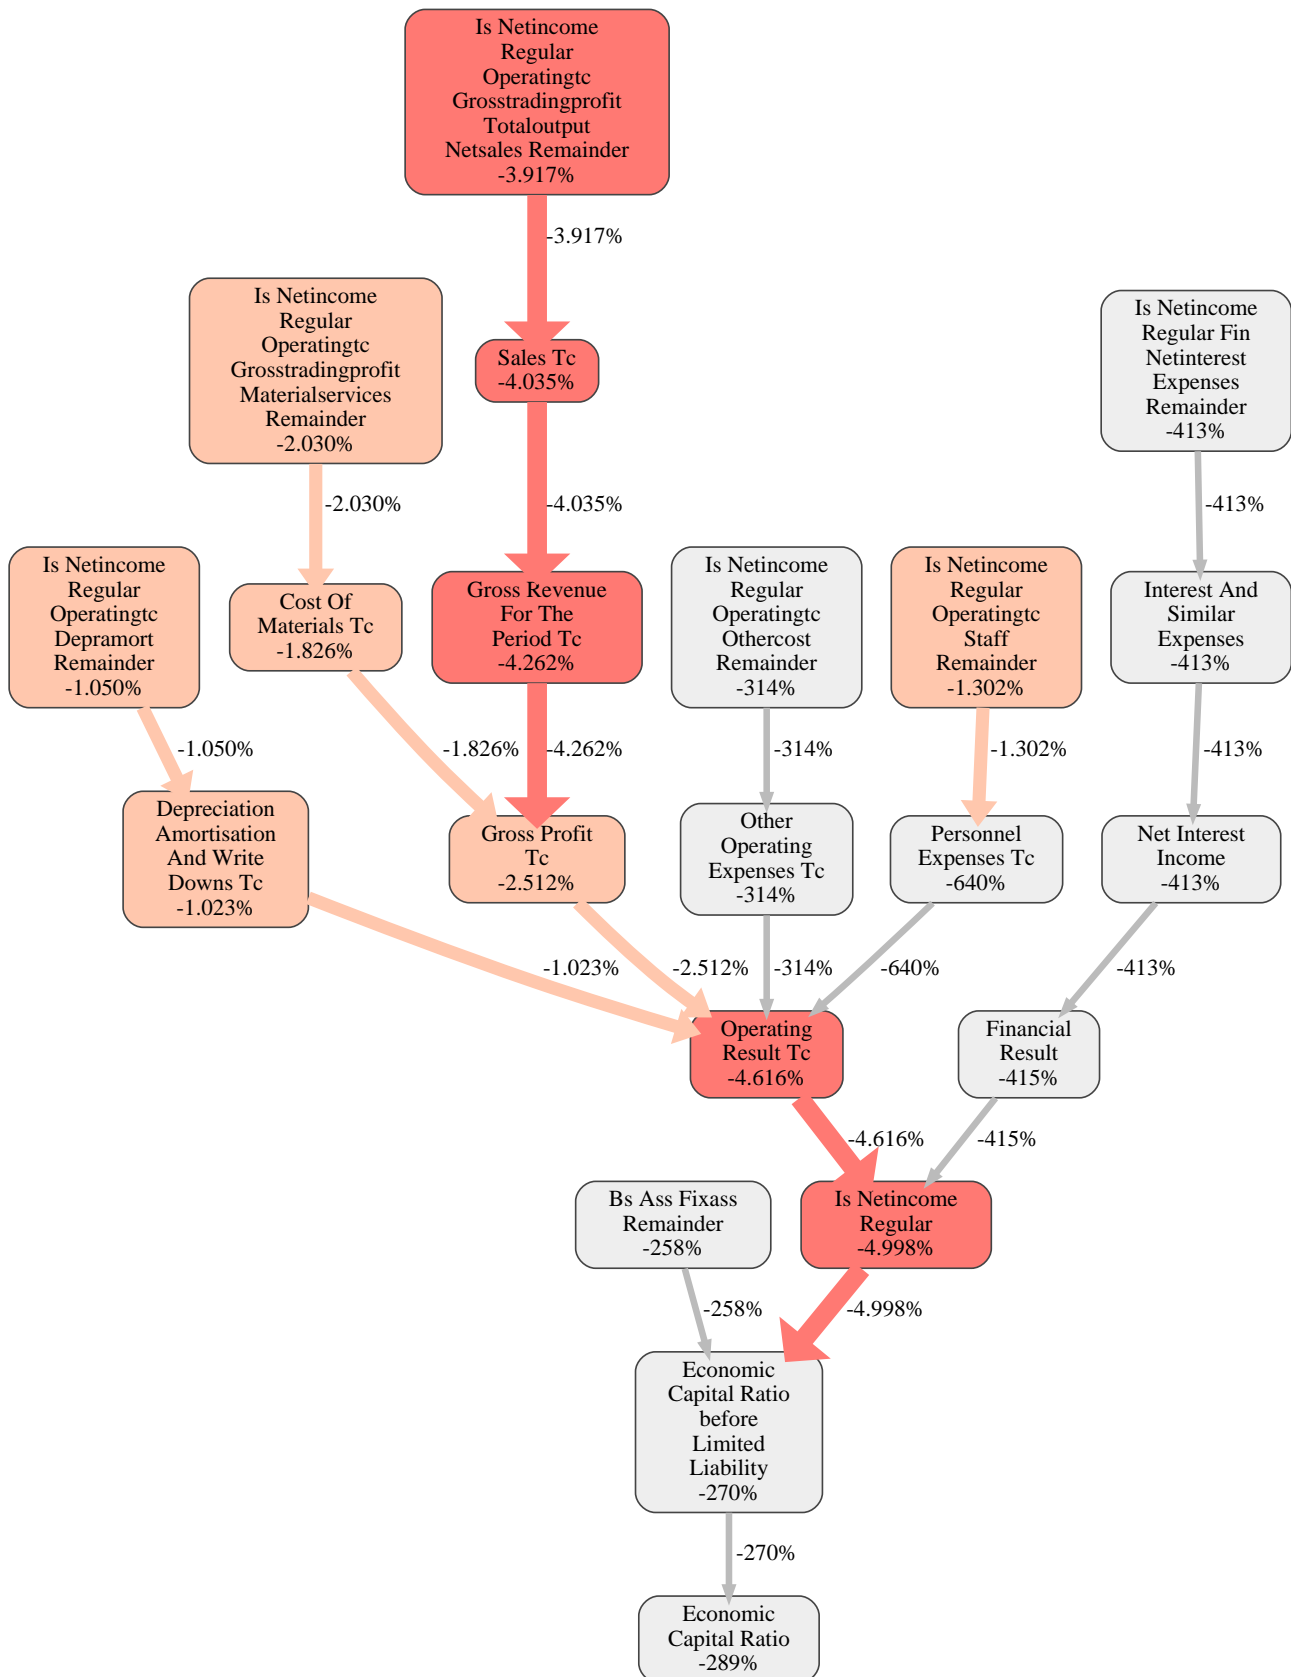 Is Netincome
Regular
Operatingtc
Grosstradingprofit
Totaloutput
Netsales Remainder
-3.917%
-3.917%
Is Netincome
Regular
Operatingtc
Grosstradingprofit
Materialservices
Remainder
-2.030%
Sales Tc
-4.035%
Is Netincome
Regular Fin
Netinterest
Expenses
Remainder
-413%
-2.030%
-4.035%
-413%
Is Netincome
Regular
Operatingtc
Depramort
Remainder
-1.050%
Cost Of
Materials Tc
-1.826%
Gross Revenue
For The
Period Tc
-4.262%
Is Netincome
Regular
Operatingtc
Othercost
Remainder
-314%
Is Netincome
Regular
Operatingtc
Staff
Remainder
-1.302%
Interest And
Similar
Expenses
-413%
-1.050%
-1.826%
-4.262%
-314%
-1.302%
-413%
Depreciation
Amortisation
And Write
Downs Tc
-1.023%
Gross Profit
Tc
-2.512%
Other
Operating
Expenses Tc
-314%
Personnel
Expenses Tc
-640%
Net Interest
Income
-413%
-1.023%
-2.512%
-314%
-640%
-413%
Operating
Result Tc
-4.616%
Financial
Result
-415%
-4.616%
-415%
Bs Ass Fixass
Remainder
-258%
Is Netincome
Regular
-4.998%
-258%
-4.998%
Economic
Capital Ratio
before
Limited
Liability
-270%
-270%
Economic
Capital Ratio
-289%